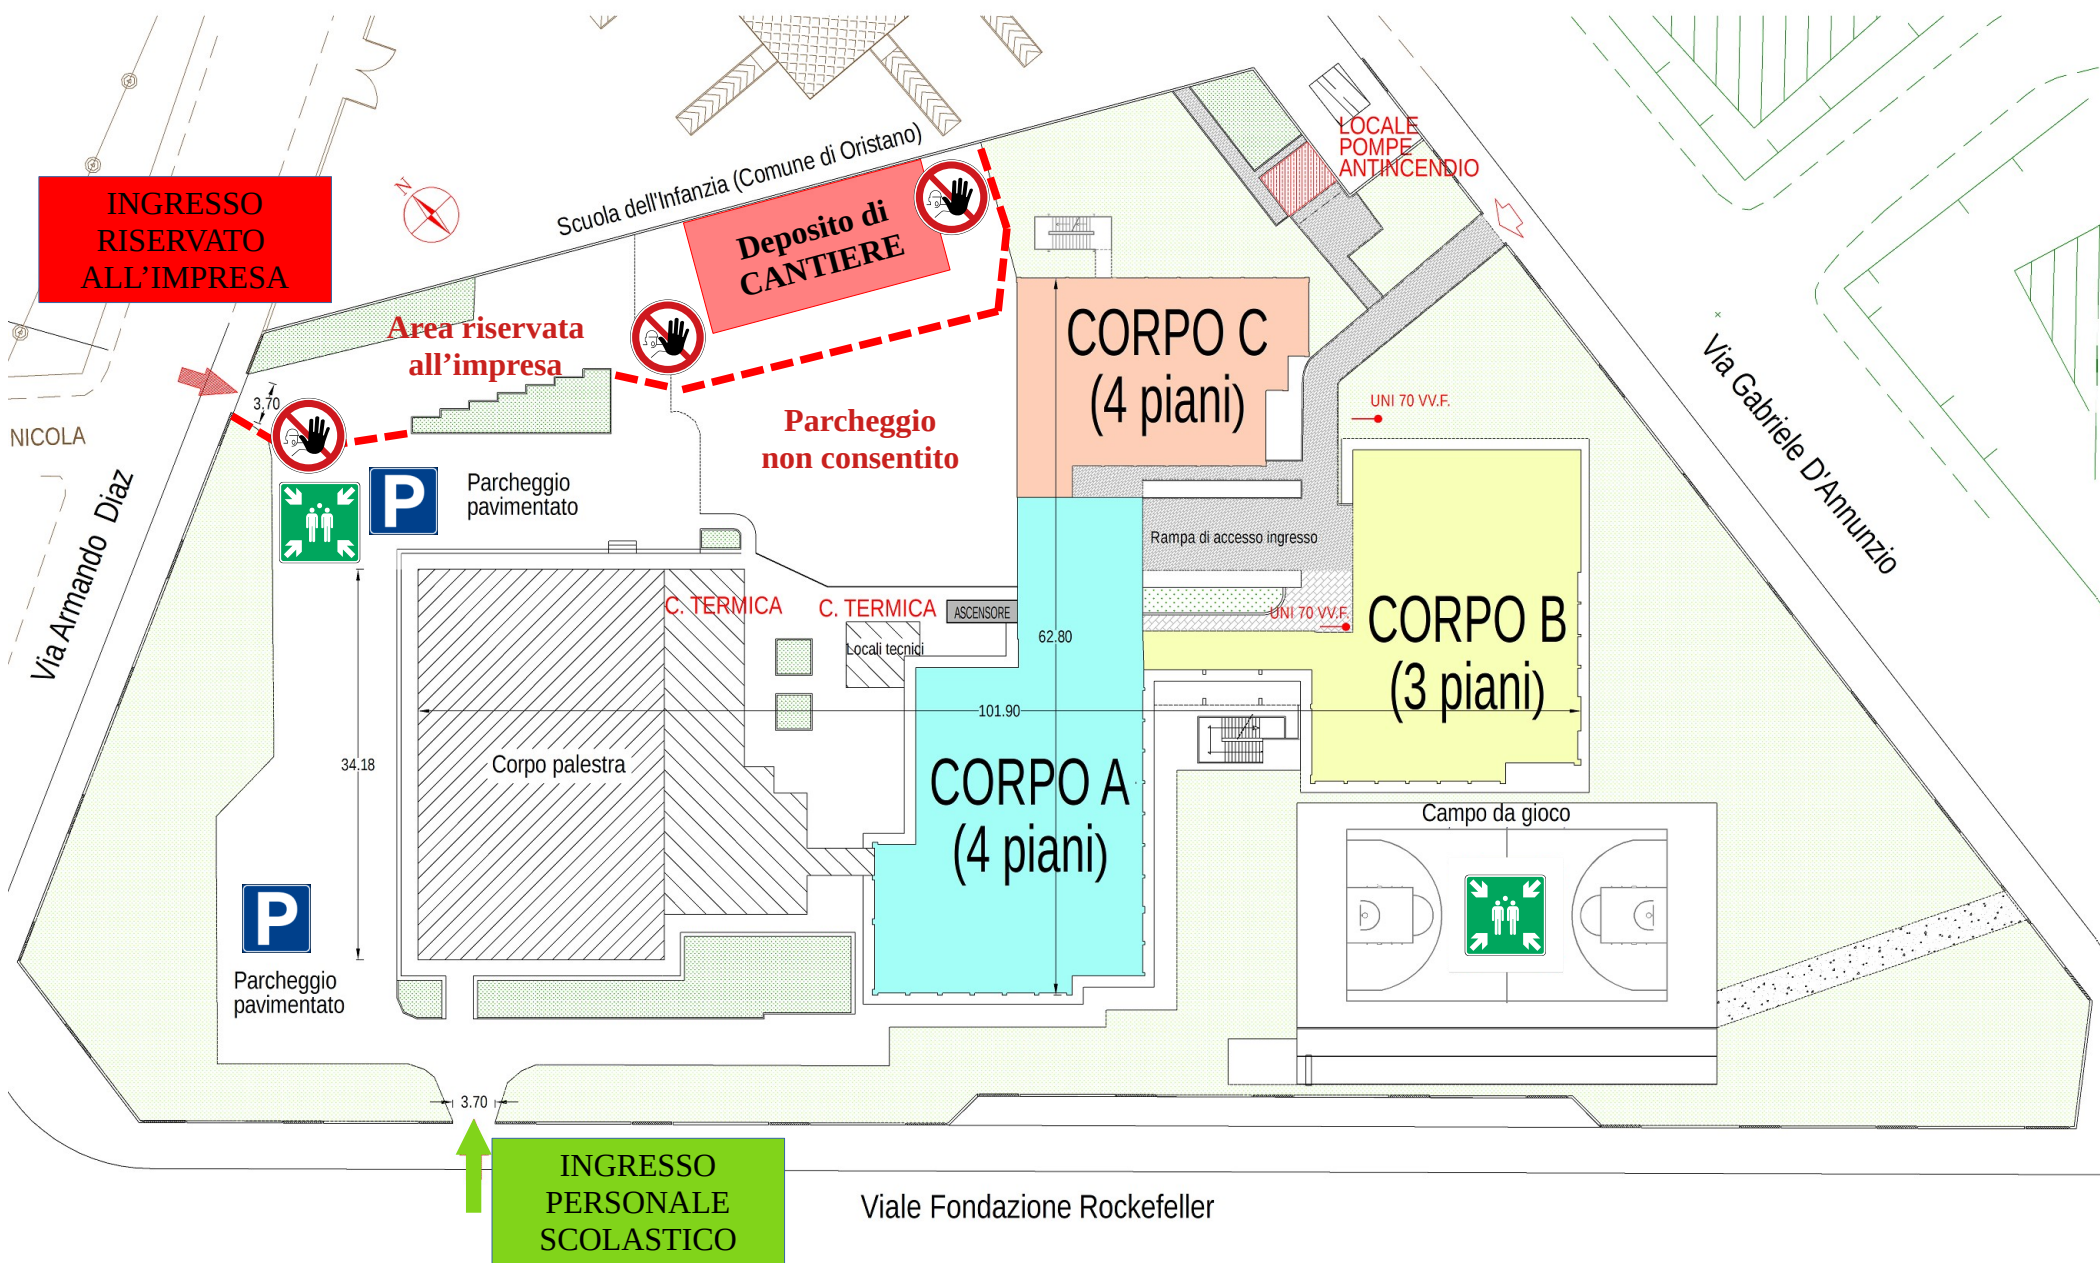 INGRESSO
RISERVATO
ALL’IMPRESA
N
Scuola dell'Infanzia (Comune di Oristano)
Deposito di
CANTIERE
LOCALE
POMPE
ANTINCENDIO
Area riservata
all’impresa
3.70
NICOLA
Parcheggio
non consentito
CORPO C
(4 piani)
UNI 70 VV.F.
Via Gabriele D'Annunzio
Via Armando Diaz
P
Parcheggio
pavimentato
Rampa di accesso ingresso
C. TERMICA
C. TERMICA
ASCENSORE
UNI 70 VV.F.
Locali tecnici
62.80
CORPO B
(3 piani)
101.90
34.18
Corpo palestra
CORPO A
(4 piani)
Campo da gioco
P
Parcheggio
pavimentato
3.70
INGRESSO
PERSONALE
SCOLASTICO
Viale Fondazione Rockefeller